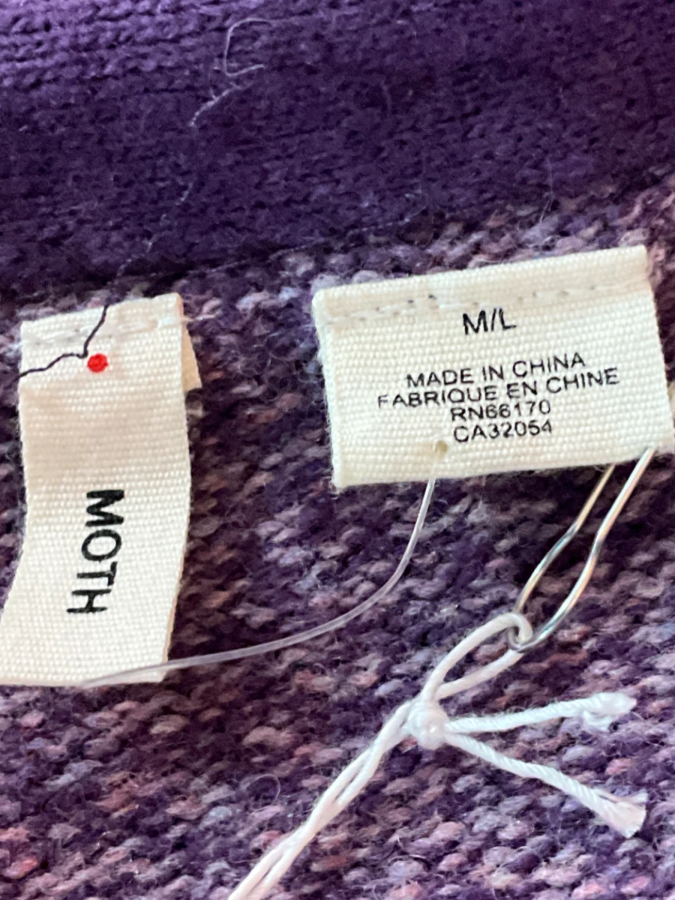 MOTH
M/L
MADE IN CHINA
FABRIQUE EN CHINE
RN66170
CA32054